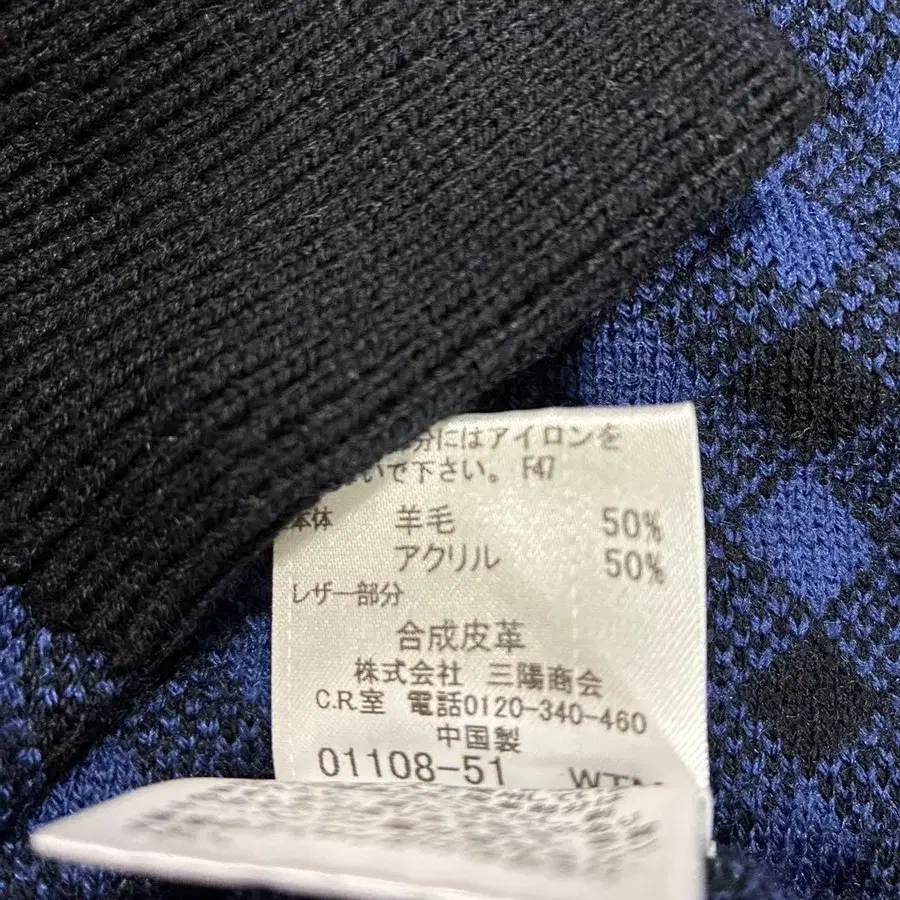 分にはアイロンを
いで下さい。 F47
本体 羊毛 50%
アクリル 50%
レザー部分
合成皮革
株式会社 三陽商会
C.R.室 電話0120-340-460
中国製
01108-51